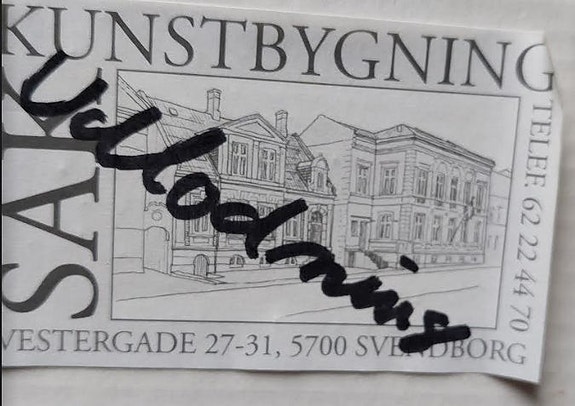 SAK
KUNSTBYGNING
TELEF. 62 22 44 70
VESTERGADE 27-31, 5700 SVENDBORG
Udlodning